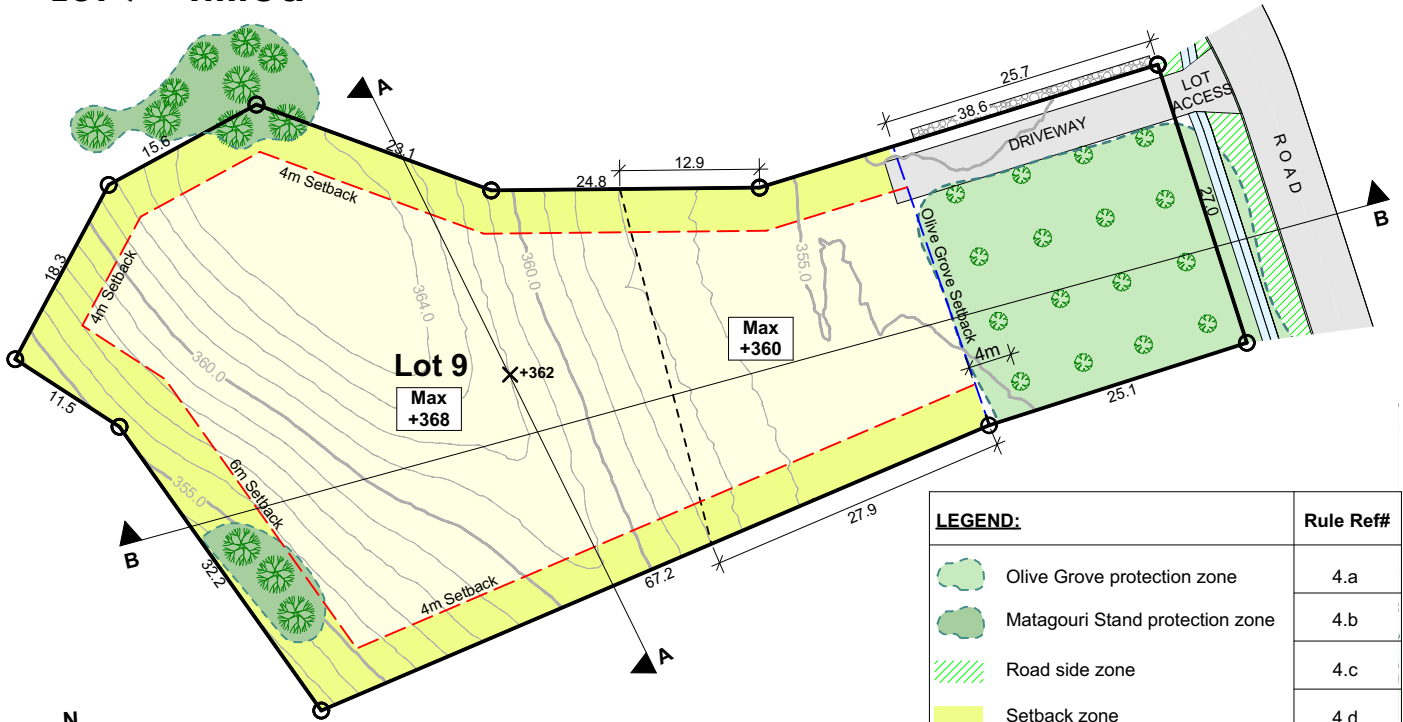 A
25.7
38.6
LOT
ACCESS
DRIVEWAY
ROAD
15.6
23.1
12.9
24.8
4m Setback
27.0
B
18.3
4m Setback
364.0
360.0
355.0
Olive Grove Setback
Max
+360
Lot 9
+362
4m
360.0
Max
+368
11.5
25.1
6m Setback
355.0
27.9
B
32.2
4m Setback
67.2
A
N
LEGEND:
Rule Ref#
Olive Grove protection zone
4.a
Matagouri Stand protection zone
4.b
Road side zone
4.c
Setback zone
4.d